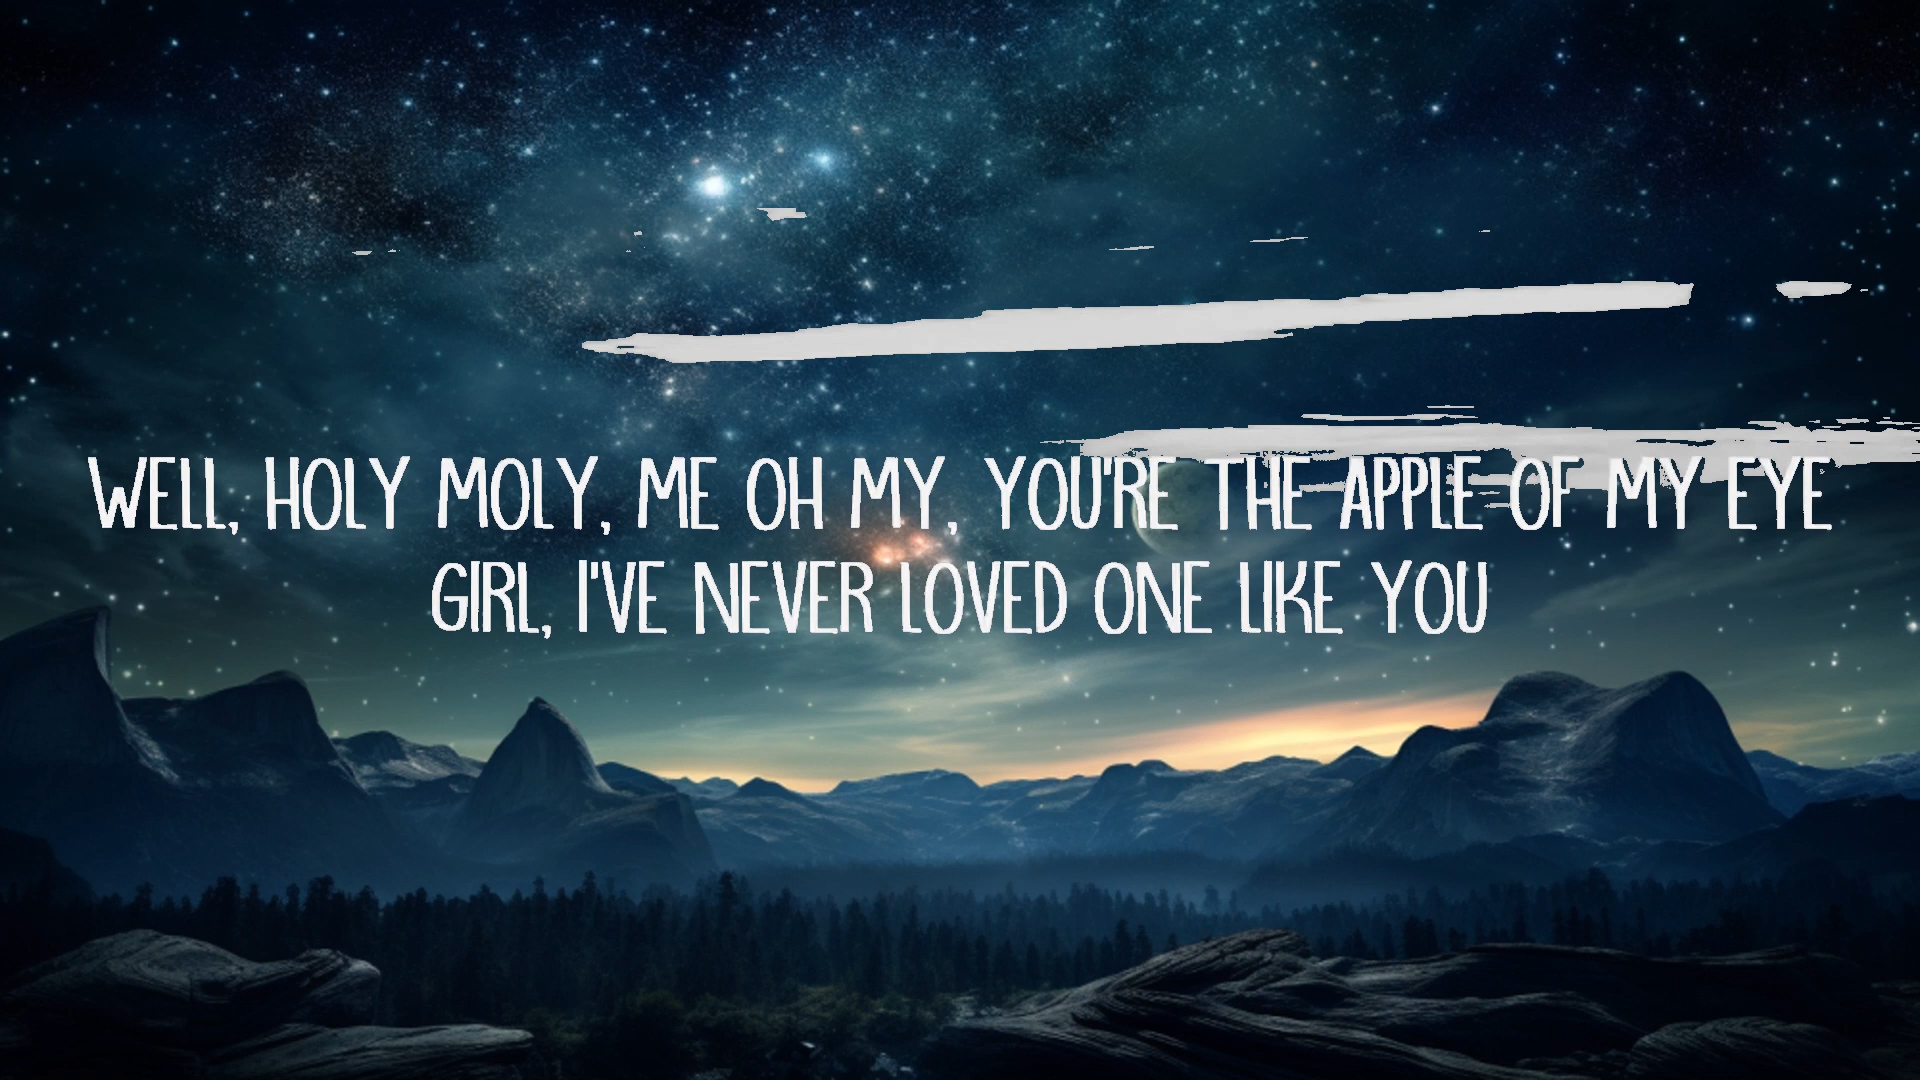 WELL, HOLY MOLY, ME OH MY, YOU'RE THE APPLE OF MY EYE
GIRL, I'VE NEVER LOVED ONE LIKE YOU